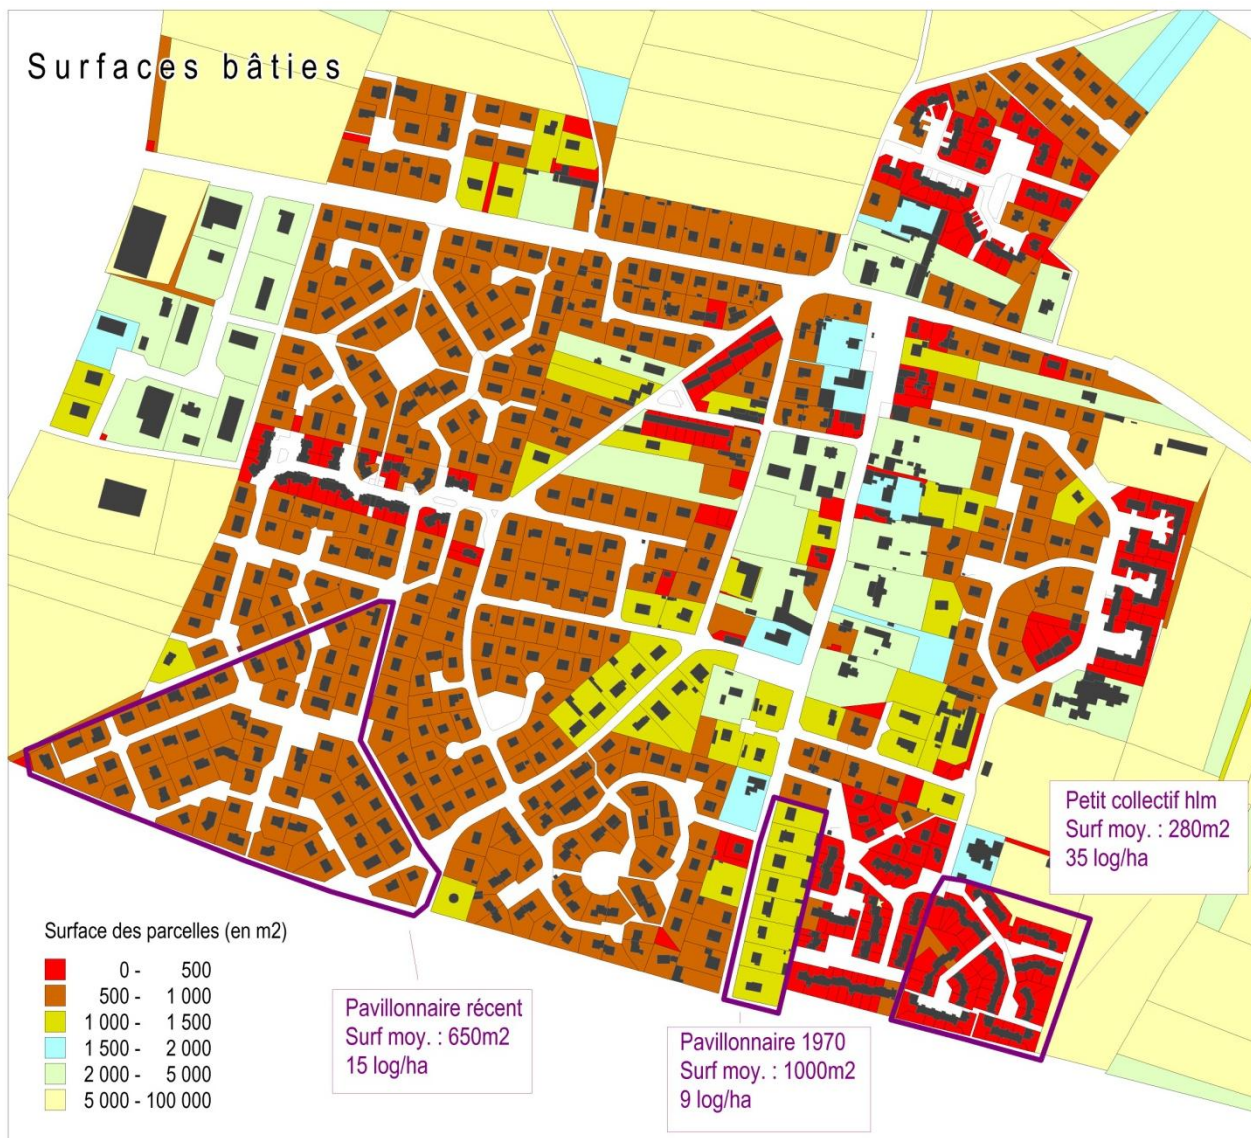 Surfaces bâties
Petit collectif hlm
Surf moy. : 280m2
35 log/ha
Surface des parcelles (en m2)
0 - 500
500 - 1 000
1 000 - 1 500
1 500 - 2 000
2 000 - 5 000
5 000 - 100 000
Pavillonnaire récent
Surf moy. : 650m2
15 log/ha
Pavillonnaire 1970
Surf moy. : 1000m2
9 log/ha